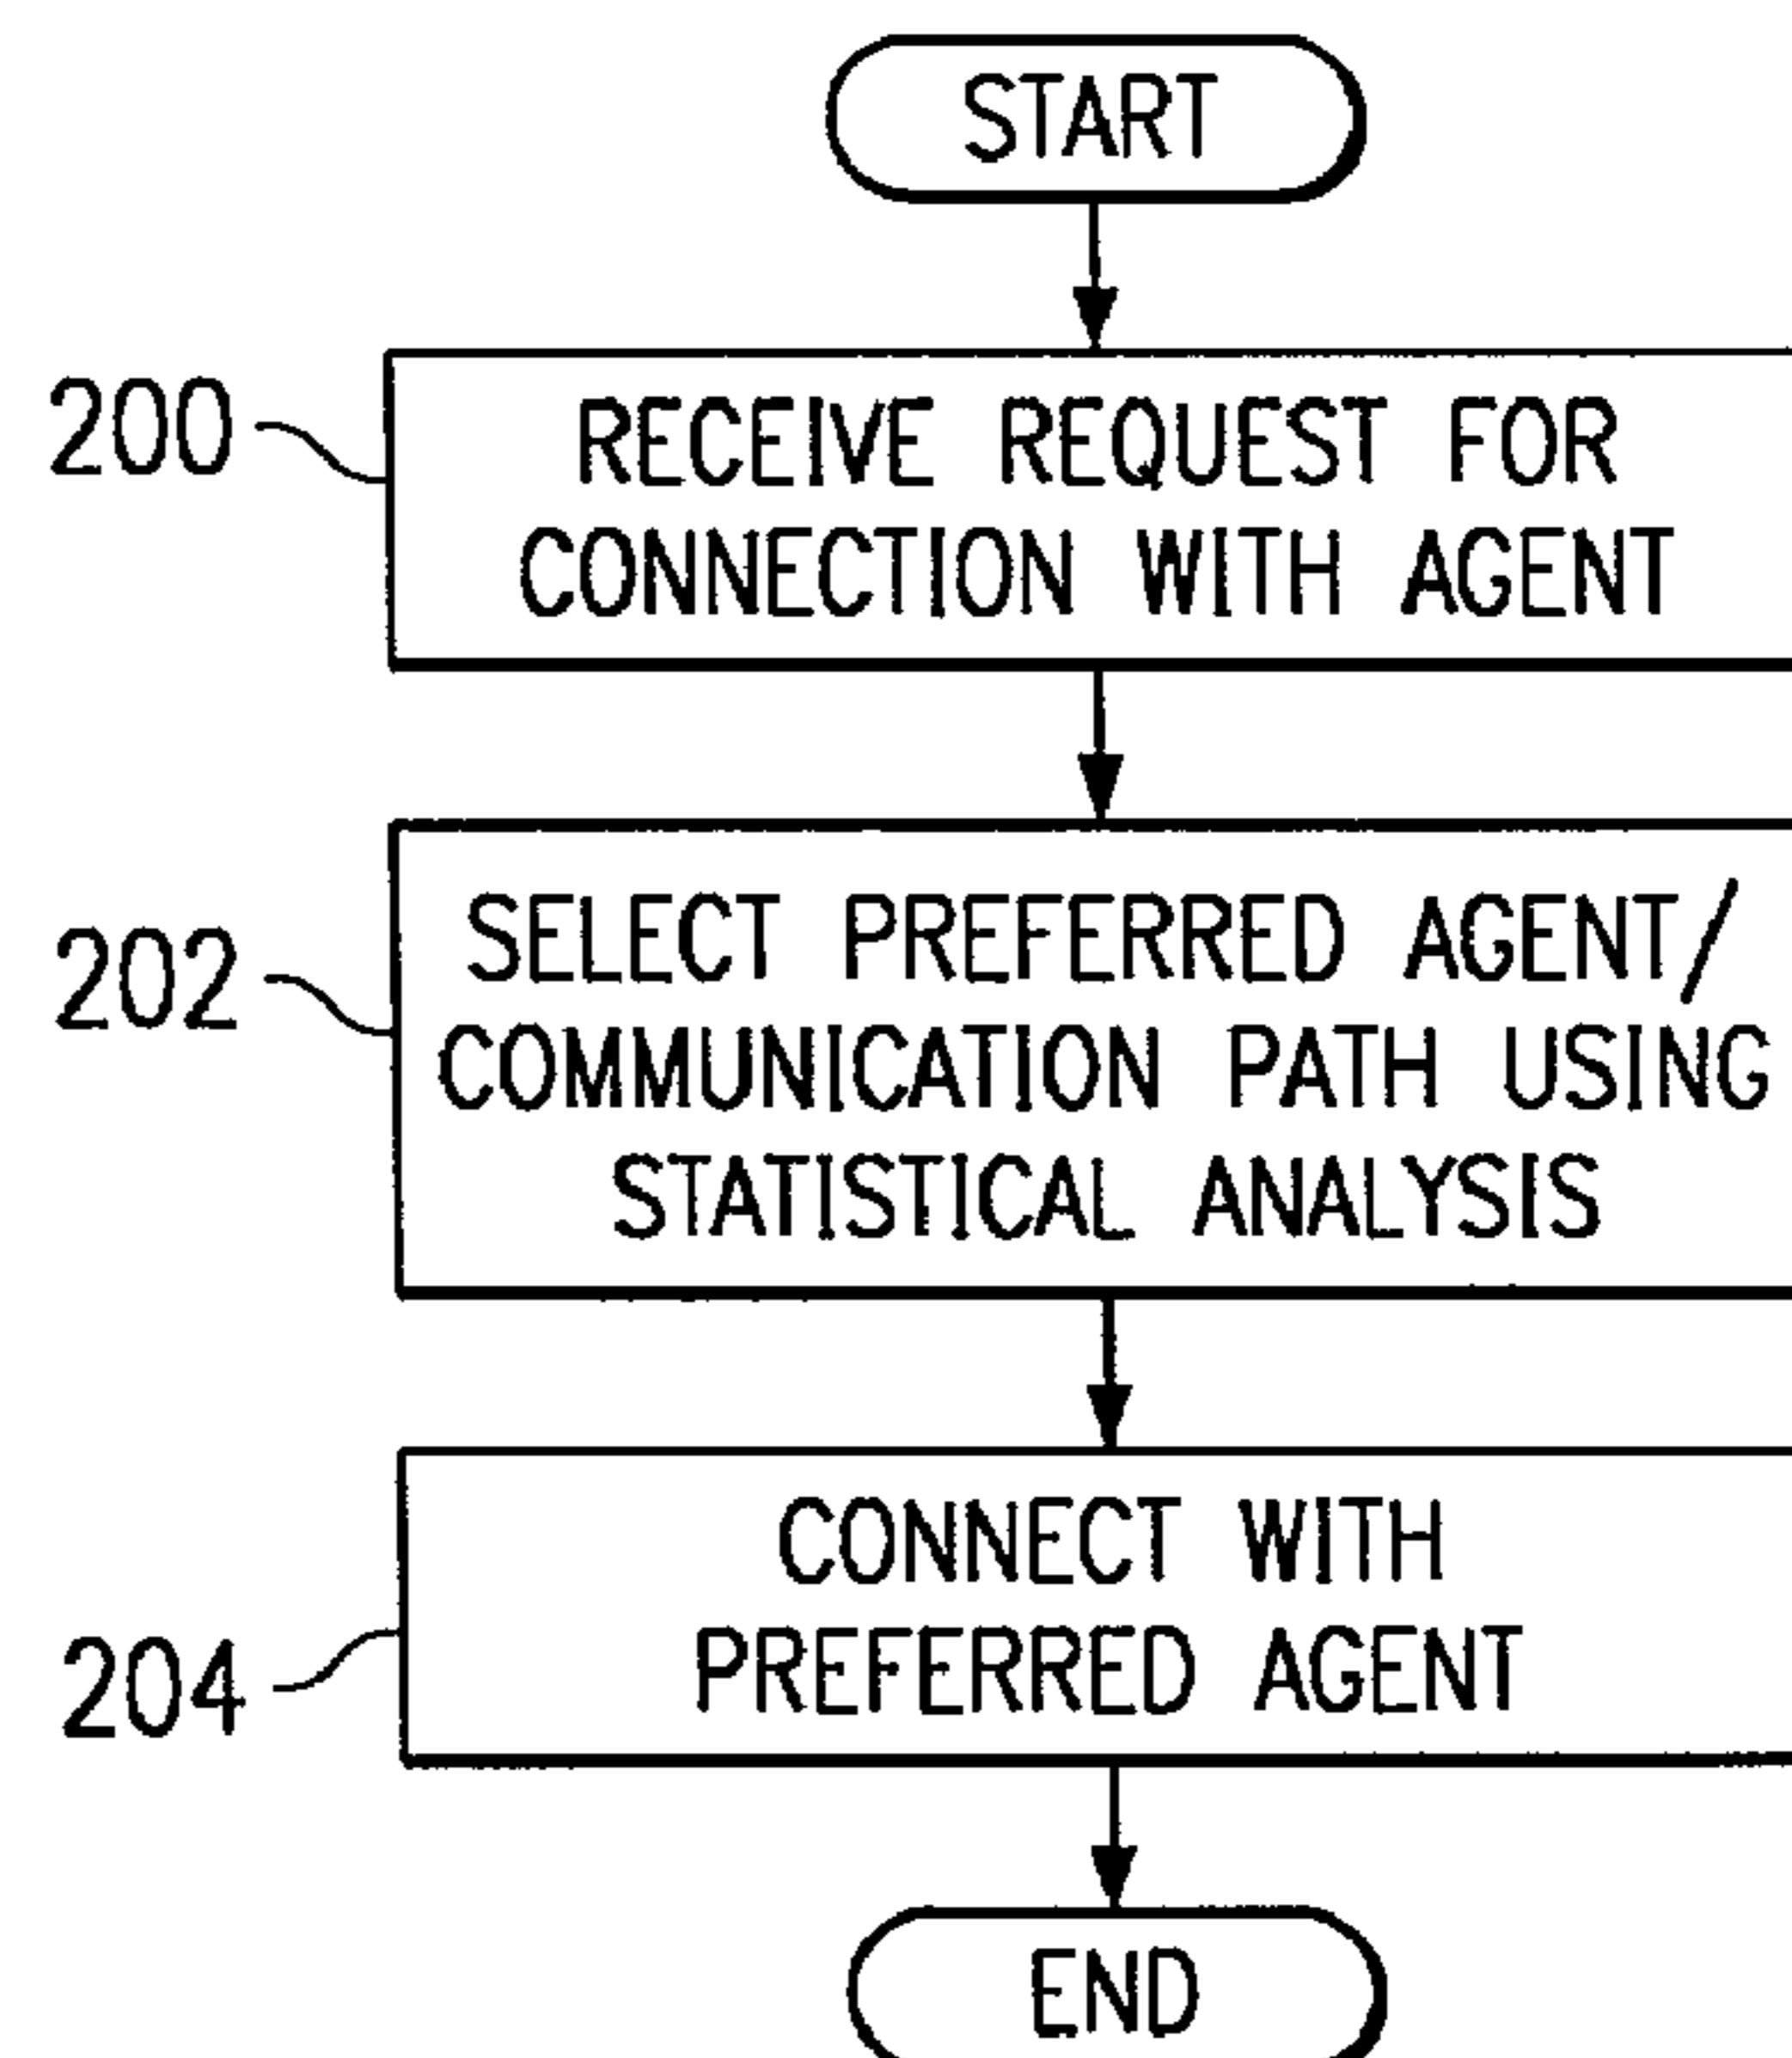 START
200
RECEIVE REQUEST FOR
CONNECTION WITH AGENT
202
SELECT PREFERRED AGENT/
COMMUNICATION PATH USING
STATISTICAL ANALYSIS
204
CONNECT WITH
PREFERRED AGENT
END